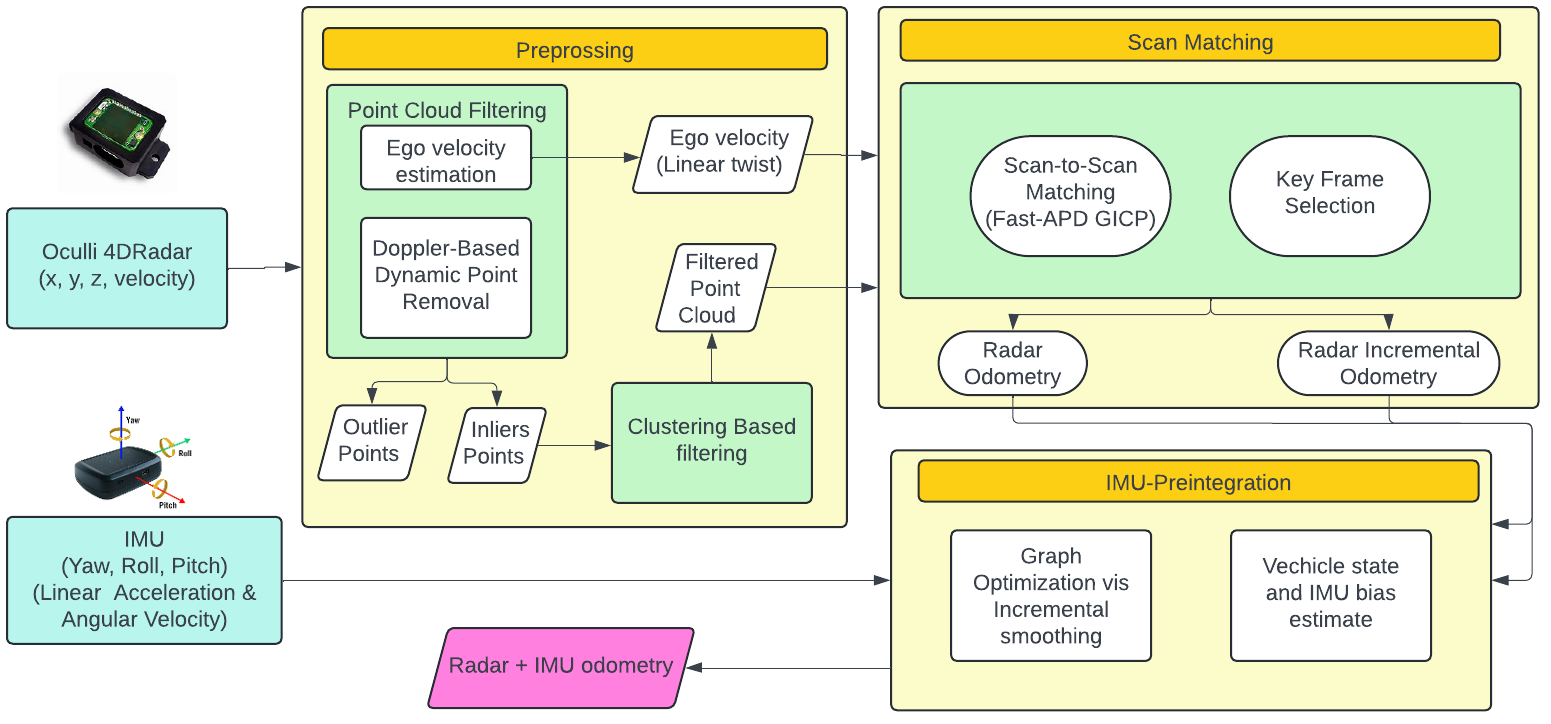 Preprossing
Point Cloud Filtering
Ego velocity
estimation
Doppler-Based
Dynamic Point
Removal
Ego velocity
(Linear twist)
Filtered
Point
Cloud
Outlier
Points
Inliers
Points
Clustering Based
filtering
Oculli 4DRadar
(x, y, z, velocity)
Yaw
Roll
Pitch
IMU
(Yaw, Roll, Pitch)
(Linear Acceleration &
Angular Velocity)
Scan Matching
Scan-to-Scan
Matching
(Fast-APD GICP)
Key Frame
Selection
Radar
Odometry
Radar Incremental
Odometry
IMU-Preintegration
Graph
Optimization vis
Incremental
smoothing
Vechicle state
and IMU bias
estimate
Radar + IMU odometry